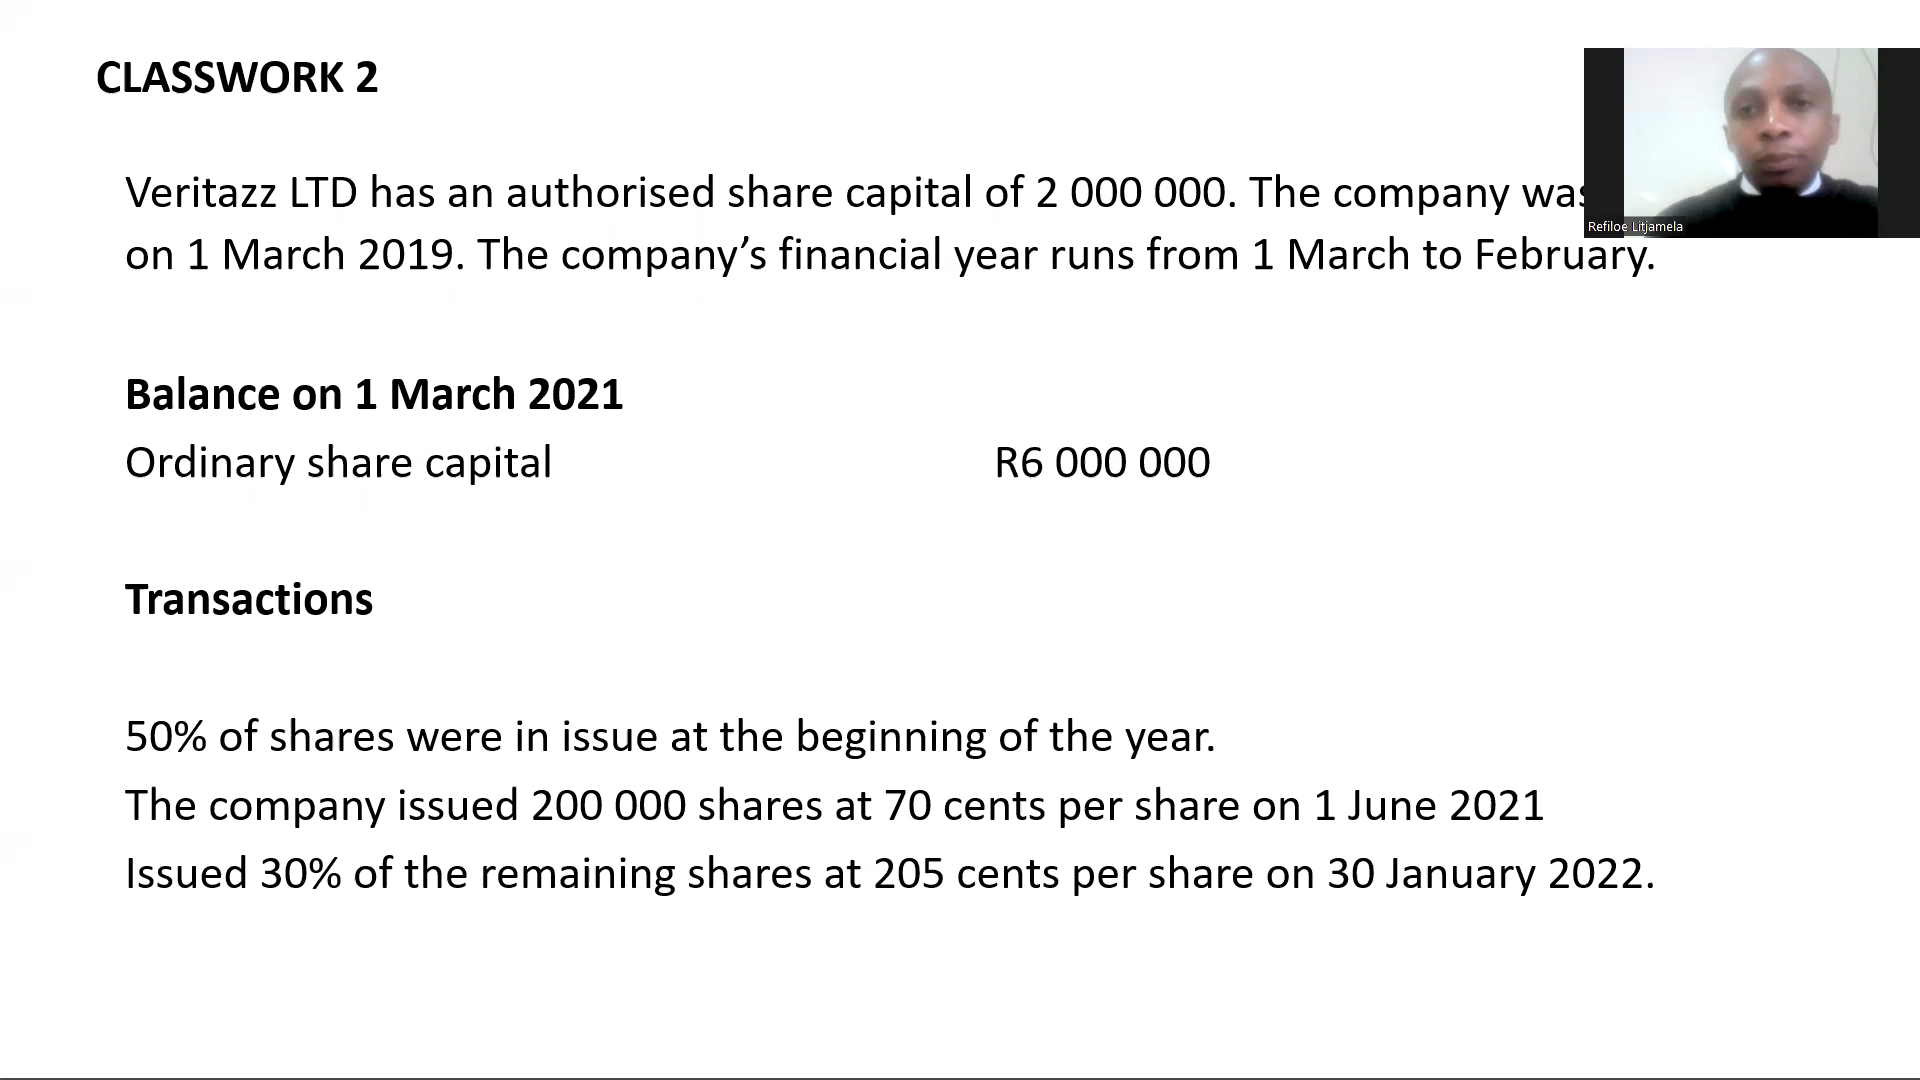 CLASSWORK 2
Veritazz LTD has an authorised share capital of 2 000 000. The company was
on 1 March 2019. The company’s financial year runs from 1 March to February.
Refiloe Litjamela
Balance on 1 March 2021
Ordinary share capital R6 000 000
Transactions
50% of shares were in issue at the beginning of the year.
The company issued 200 000 shares at 70 cents per share on 1 June 2021
Issued 30% of the remaining shares at 205 cents per share on 30 January 2022.